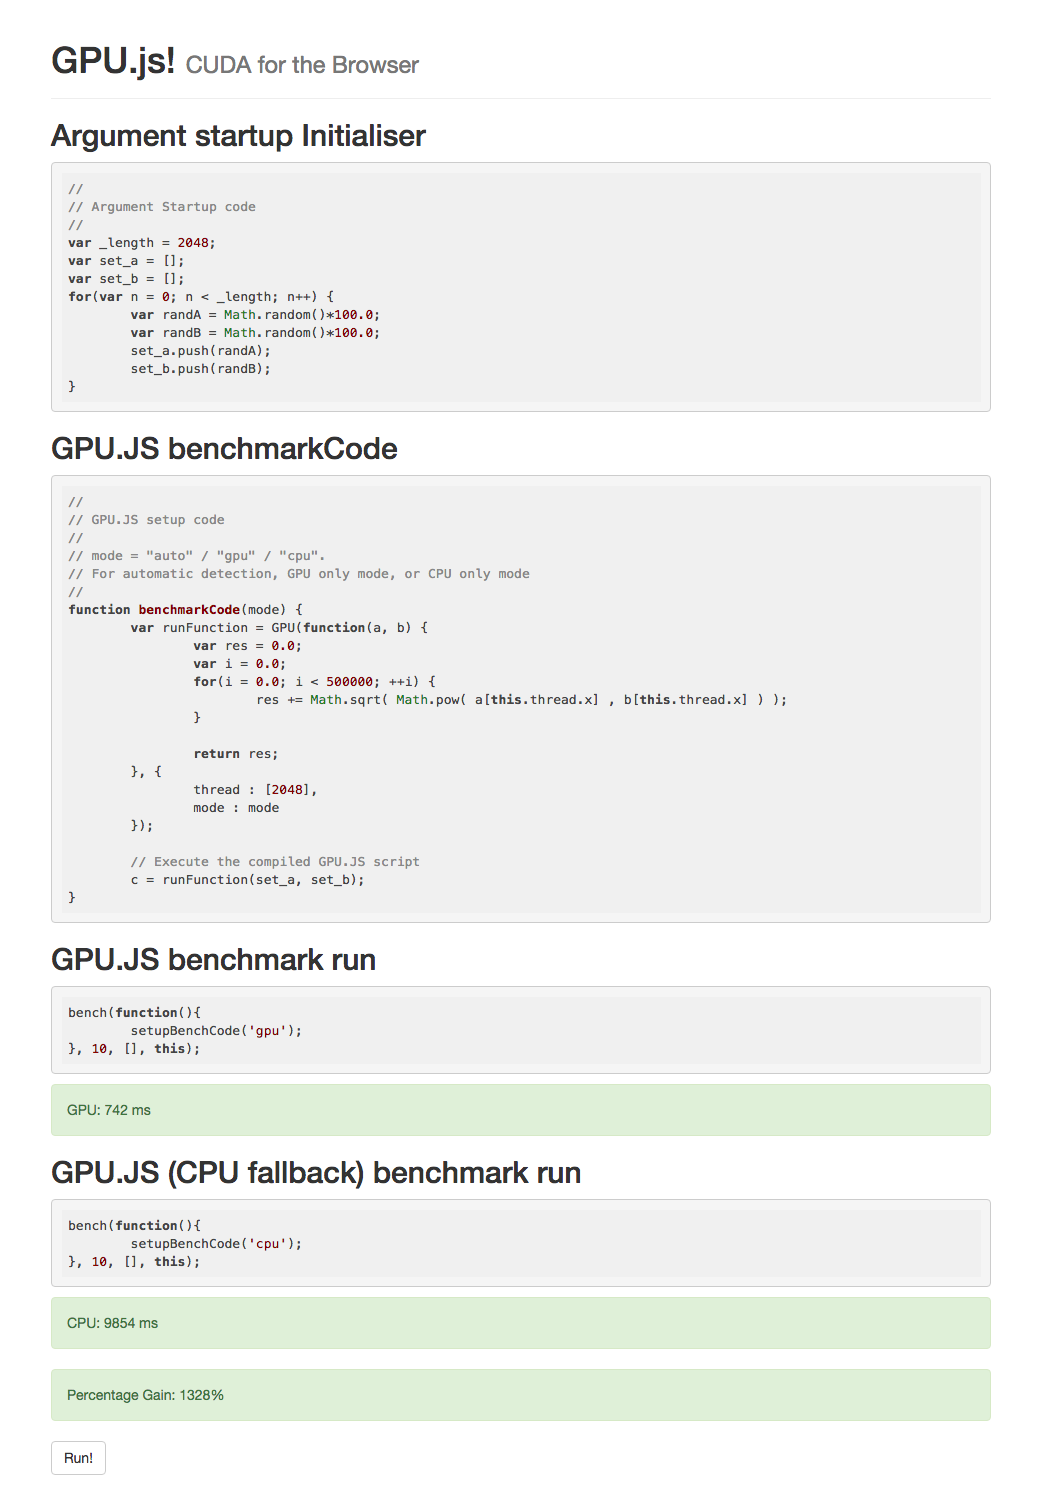 GPU.js! CUDA for the Browser
Argument startup Initialiser
//
// Argument Startup code
//
var _length = 2048;
var set_a = [];
var set_b = [];
for(var n = 0; n < _length; n++) {
        var randA = Math.random()*100.0;
        var randB = Math.random()*100.0;
        set_a.push(randA);
        set_b.push(randB);
}
GPU.JS benchmarkCode
//
// GPU.JS setup code
//
// mode = "auto" / "gpu" / "cpu".
// For automatic detection, GPU only mode, or CPU only mode
//
function benchmarkCode(mode) {
        var runFunction = GPU(function(a, b) {
                var res = 0.0;
                var i = 0.0;
                for(i = 0.0; i < 500000; ++i) {
                        res += Math.sqrt( Math.pow( a[this.thread.x] , b[this.thread.x] ) );
                }
                return res;
        }, {
                thread : [2048],
                mode : mode
        });
        // Execute the compiled GPU.JS script
        c = runFunction(set_a, set_b);
}
GPU.JS benchmark run
bench(function(){
        setupBenchCode('gpu');
}, 10, [], this);
GPU: 742 ms
GPU.JS (CPU fallback) benchmark run
bench(function(){
        setupBenchCode('cpu');
}, 10, [], this);
CPU: 9854 ms
Percentage Gain: 1328%
Run!